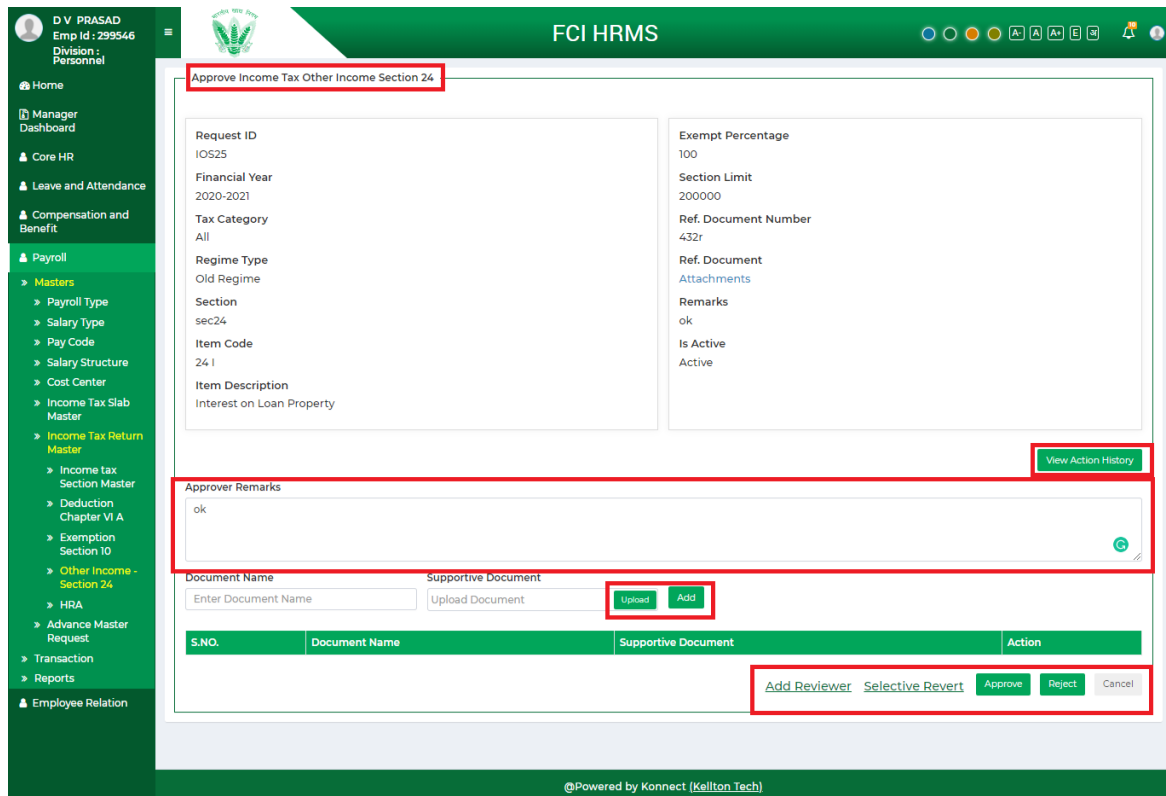 D V PRASAD
Emp Id : 299546
Division :
Personnel
FCI HRMS
A- A A+ E अ
10
Home
Manager
Dashboard
Core HR
Leave and Attendance
Compensation and
Benefit
Payroll
» Masters
» Payroll Type
» Salary Type
» Pay Code
» Salary Structure
» Cost Center
» Income Tax Slab
Master
» Income Tax Return
Master
» Income tax
Section Master
» Deduction
Chapter VI A
» Exemption
Section 10
» Other Income -
Section 24
» HRA
» Advance Master
Request
» Transaction
» Reports
Employee Relation
Approve Income Tax Other Income Section 24
Request ID
IOS25
Financial Year
2020-2021
Tax Category
All
Regime Type
Old Regime
Section
sec24
Item Code
24 I
Item Description
Interest on Loan Property
Exempt Percentage
100
Section Limit
200000
Ref. Document Number
432r
Ref. Document
Attachments
Remarks
ok
Is Active
Active
View Action History
Approver Remarks
ok
Document Name
Supportive Document
Enter Document Name
Upload Document
Upload
Add
S.NO. Document Name Supportive Document Action
Add Reviewer Selective Revert Approve Reject Cancel
@Powered by Konnect (Kellton Tech)